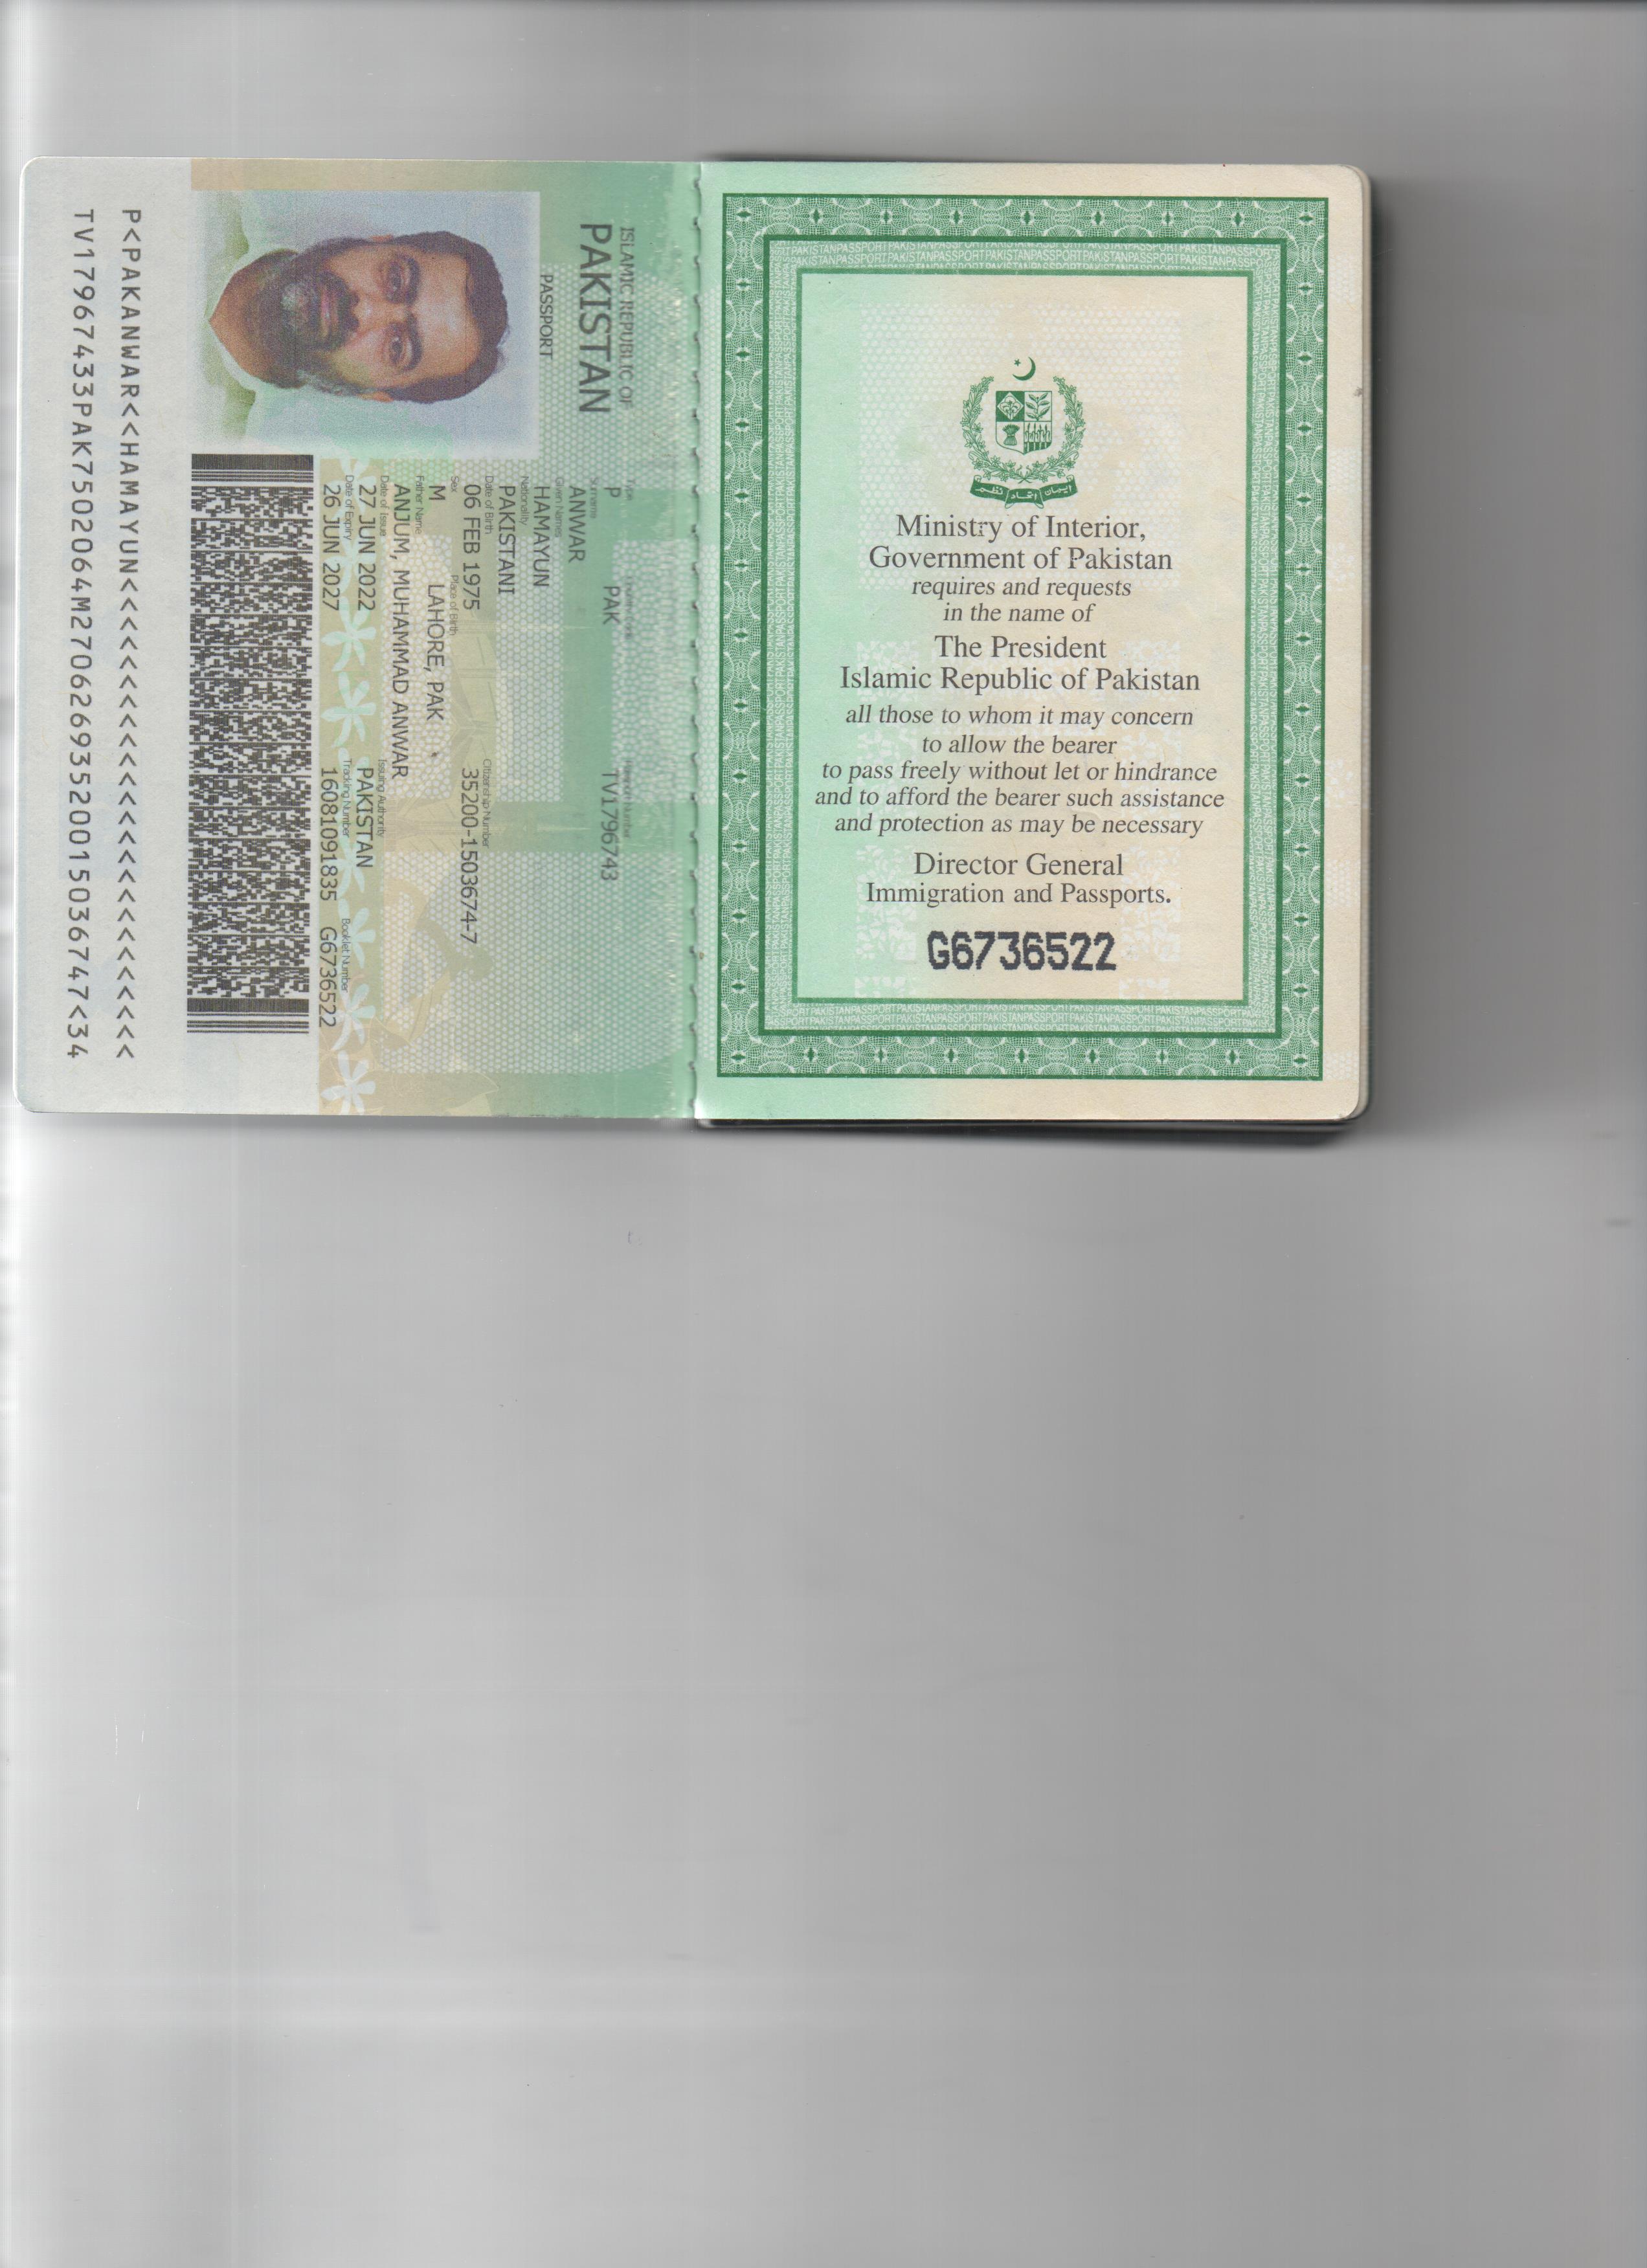 ISLAMIC REPUBLIC OF
PAKISTAN
PASSPORT
Type
P
PAK
Passport Number
TV1796743
Surname
ANWAR
Given Names
HAMAYUN
Nationality
PAKISTANI
Date of Birth
06 FEB 1975
Citizenship Number
35200-1503674-7
Sex
M
Place of Birth
LAHORE, PAK
Father Name
ANJUM, MUHAMMAD ANWAR
Date of Issue
27 JUN 2022
Issuing Authority
PAKISTAN
Date of Expiry
26 JUN 2027
Tracking Number
16081091835
Booklet Number
G6736522
P<PAKANWAR<<HAMAYUN<<<<<<<<<<<<<<<<<<<<<<<<<
TV17967433PAK7502064M27062693520015036747<34
ایمان اتحاد نظم
Ministry of Interior,
Government of Pakistan
requires and requests
in the name of
The President
Islamic Republic of Pakistan
all those to whom it may concern
to allow the bearer
to pass freely without let or hindrance
and to afford the bearer such assistance
and protection as may be necessary
Director General
Immigration and Passports.
G6736522